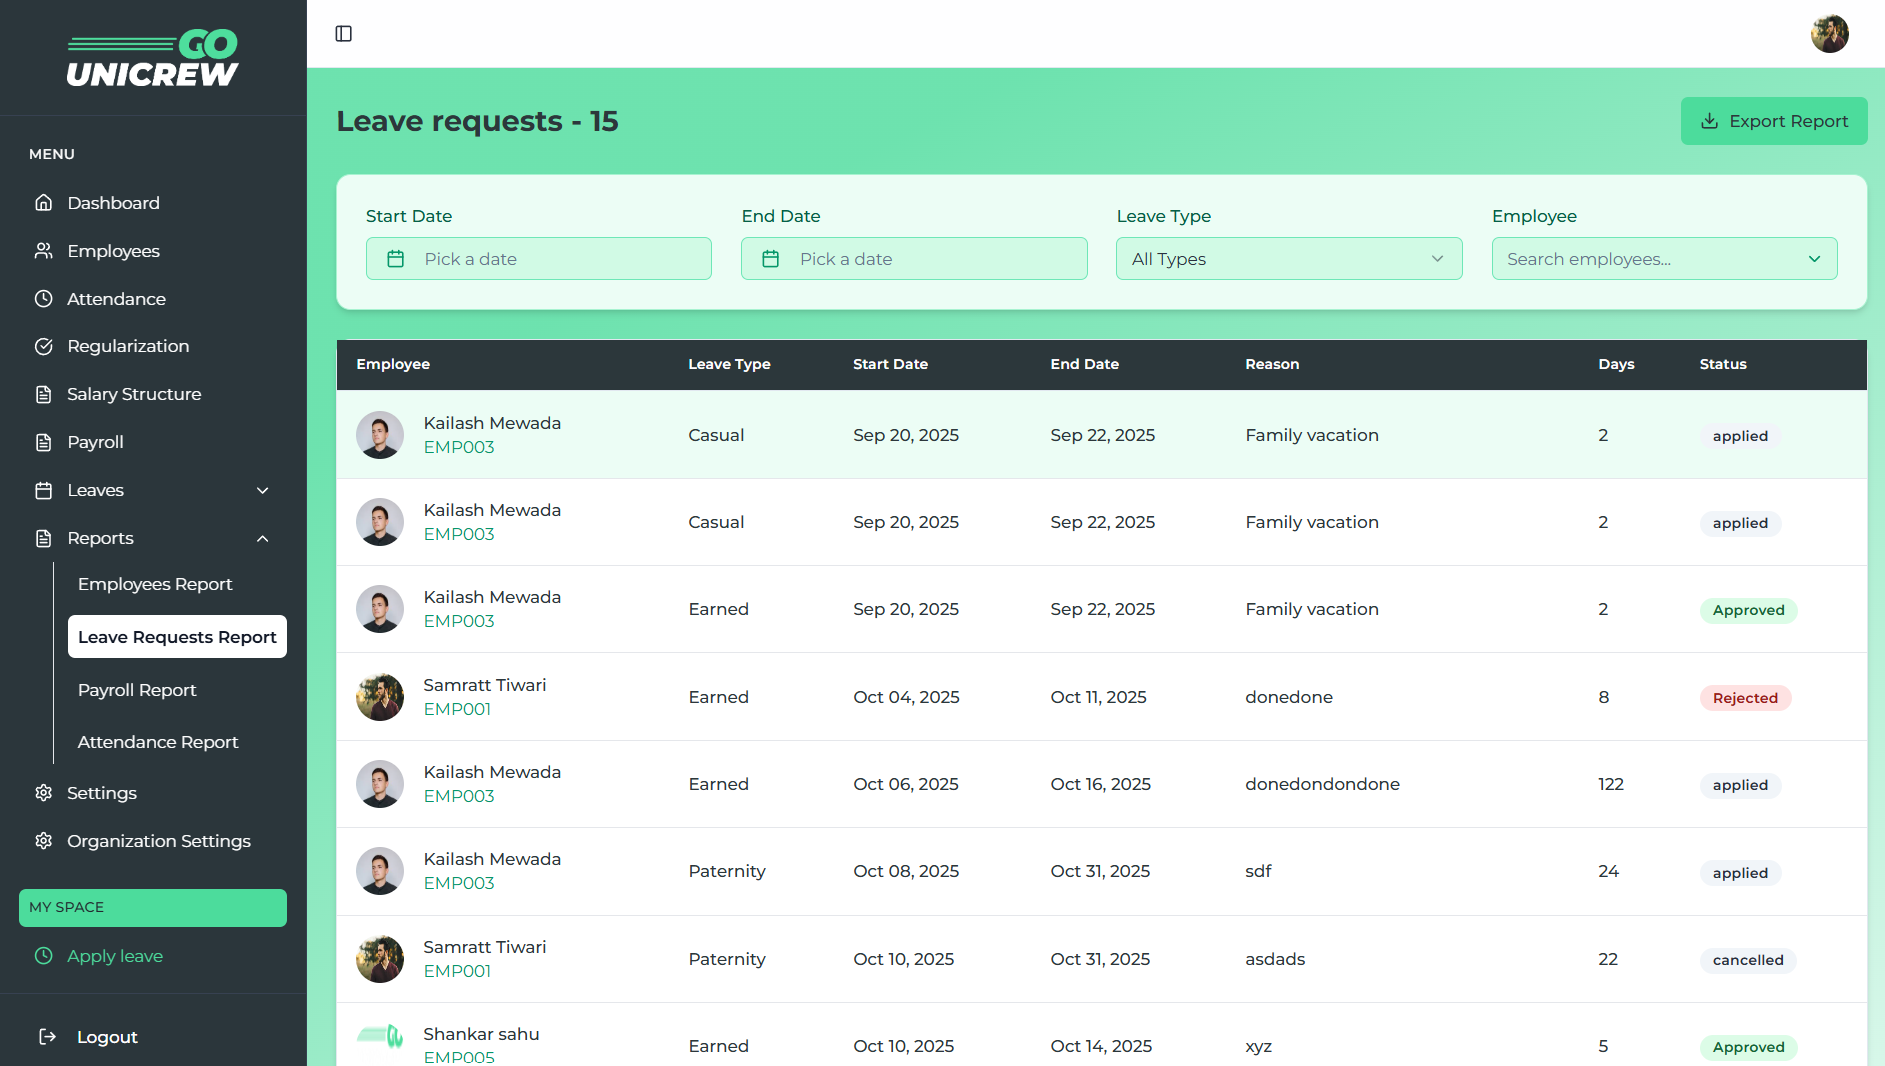 GO
UNICREW
MENU
Dashboard
Employees
Attendance
Regularization
Salary Structure
Payroll
Leaves
Reports
Employees Report
Leave Requests Report
Payroll Report
Attendance Report
Settings
Organization Settings
MY SPACE
Apply leave
Logout
Leave requests - 15
Export Report
Start Date End Date Leave Type Employee
Pick a date Pick a date All Types Search employees...
Employee Leave Type Start Date End Date Reason Days Status
Kailash Mewada
EMP003
Casual Sep 20, 2025 Sep 22, 2025 Family vacation 2 applied
Kailash Mewada
EMP003
Casual Sep 20, 2025 Sep 22, 2025 Family vacation 2 applied
Kailash Mewada
EMP003
Earned Sep 20, 2025 Sep 22, 2025 Family vacation 2 Approved
Samratt Tiwari
EMP001
Earned Oct 04, 2025 Oct 11, 2025 donedone 8 Rejected
Kailash Mewada
EMP003
Earned Oct 06, 2025 Oct 16, 2025 donedondondone 122 applied
Kailash Mewada
EMP003
Paternity Oct 08, 2025 Oct 31, 2025 sdf 24 applied
Samratt Tiwari
EMP001
Paternity Oct 10, 2025 Oct 31, 2025 asdads 22 cancelled
Shankar sahu
EMP005
Earned Oct 10, 2025 Oct 14, 2025 xyz 5 Approved